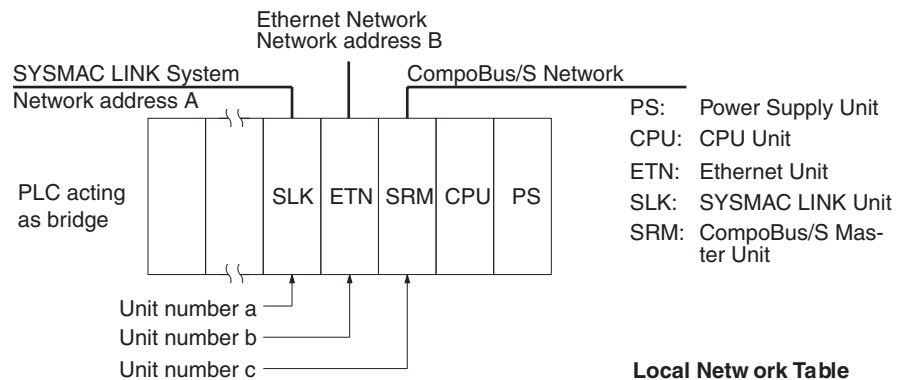 Ethernet Network
Network address B
SYSMAC LINK System
CompoBus/S Network
Network address A
PS: Power Supply Unit
CPU: CPU Unit
ETN: Ethernet Unit
SLK: SYSMAC LINK Unit
SRM: CompoBus/S Mas-
ter Unit
PLC acting
as bridge
SLK ETN SRM CPU PS
Unit number a
Unit number b
Unit number c
Local Netw ork Table